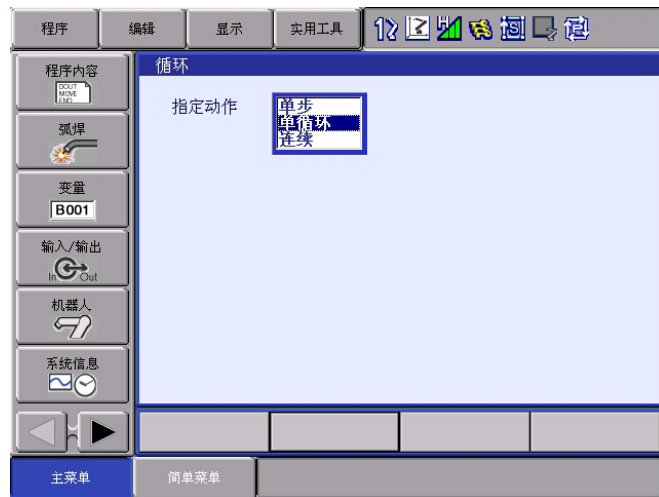 程序
编辑
显示
实用工具
程序内容
DOUT
MOVE
END
弧焊
变量
B001
输入/输出
In Out
机器人
系统信息
循环
指定动作
单步
单循环
连续
主菜单
简单菜单